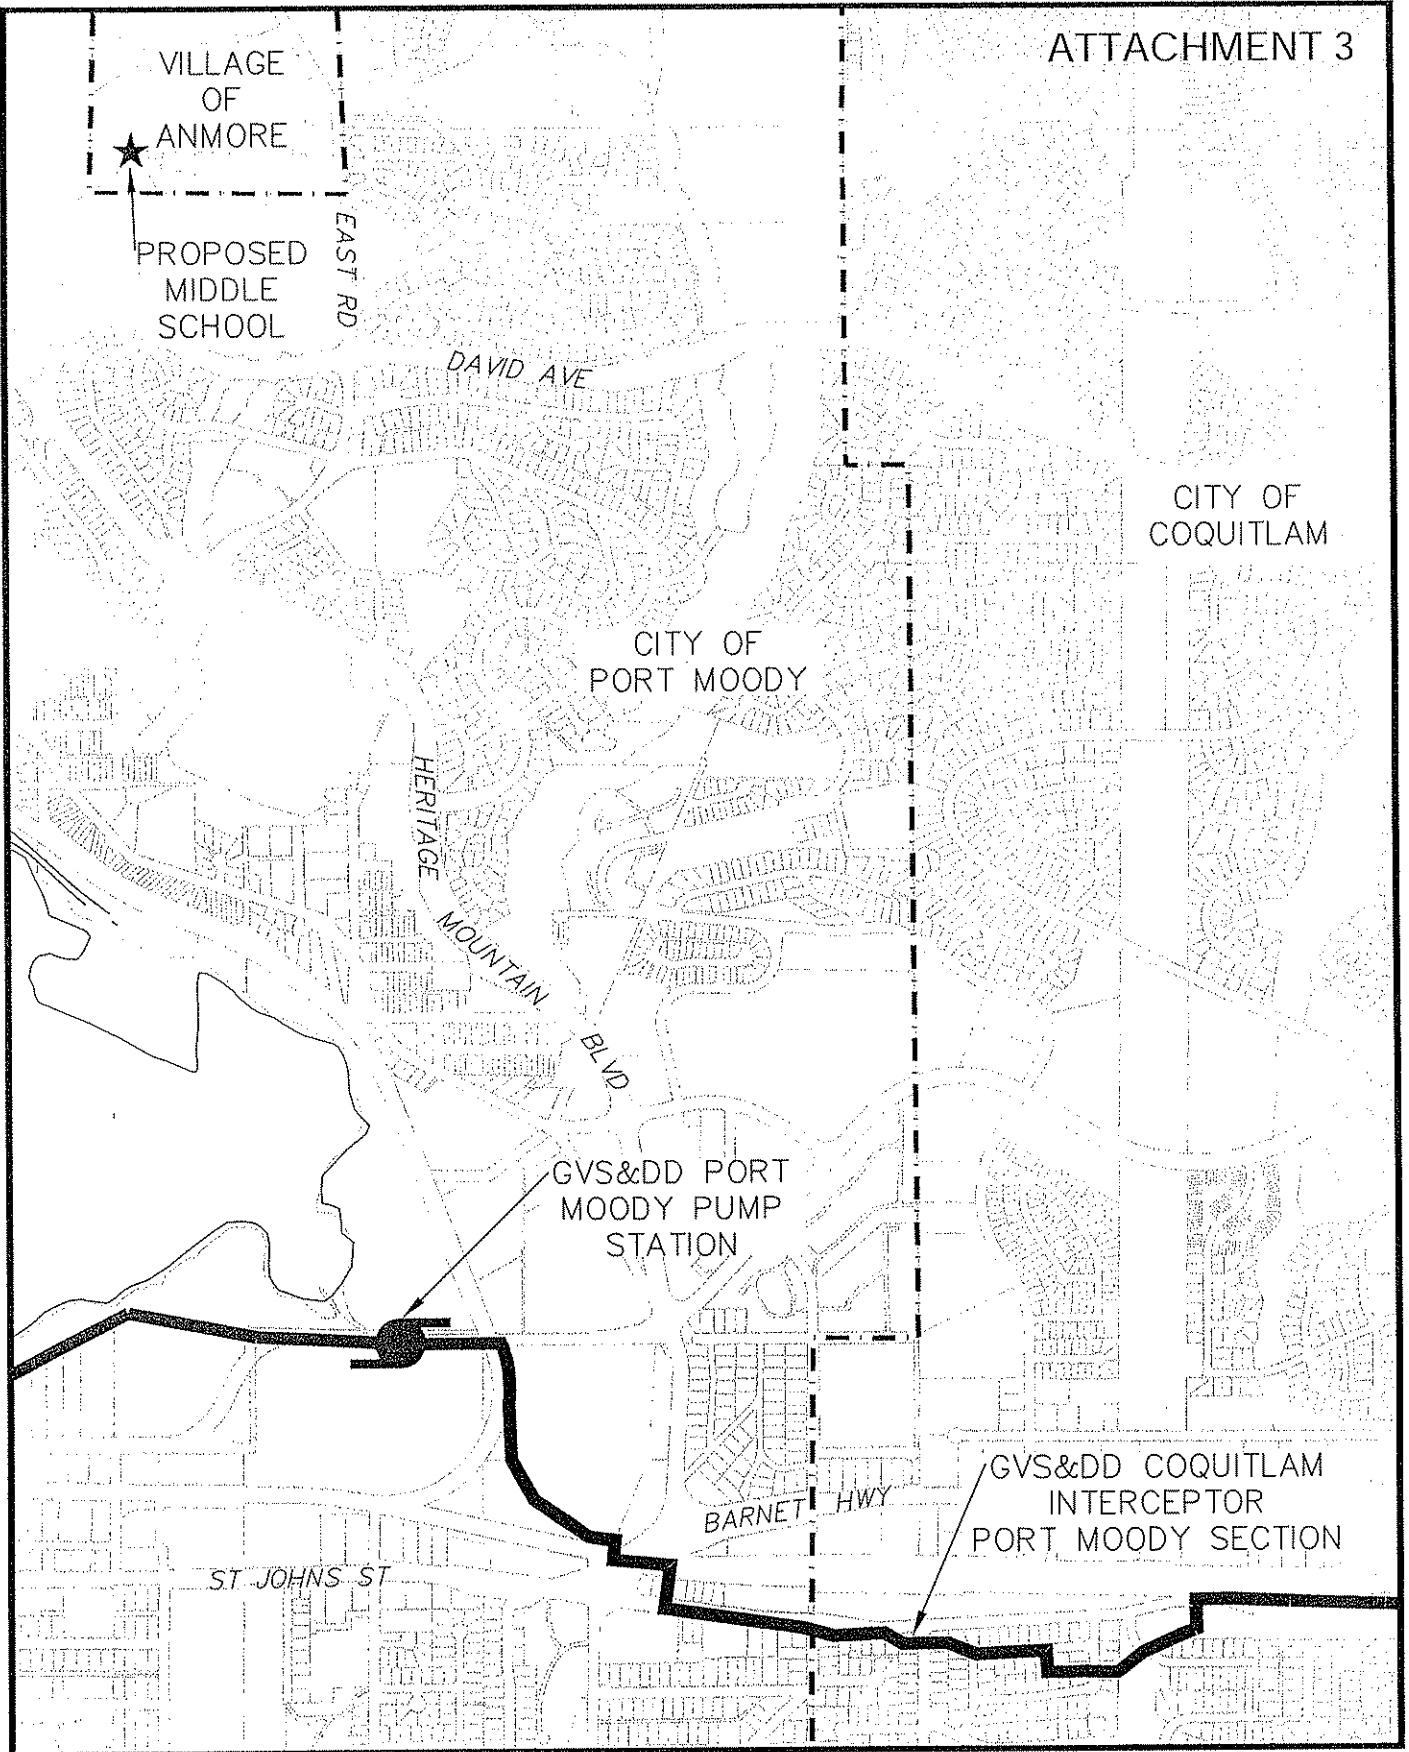 ATTACHMENT 3
VILLAGE
OF
ANMORE
PROPOSED
MIDDLE
SCHOOL
EAST RD
DAVID AVE
CITY OF
COQUITLAM
CITY OF
PORT MOODY
HERITAGE
MOUNTAIN
BLVD
GVS&DD PORT
MOODY PUMP
STATION
GVS&DD COQUITLAM
INTERCEPTOR
PORT MOODY SECTION
BARNET HWY
ST JOHNS ST